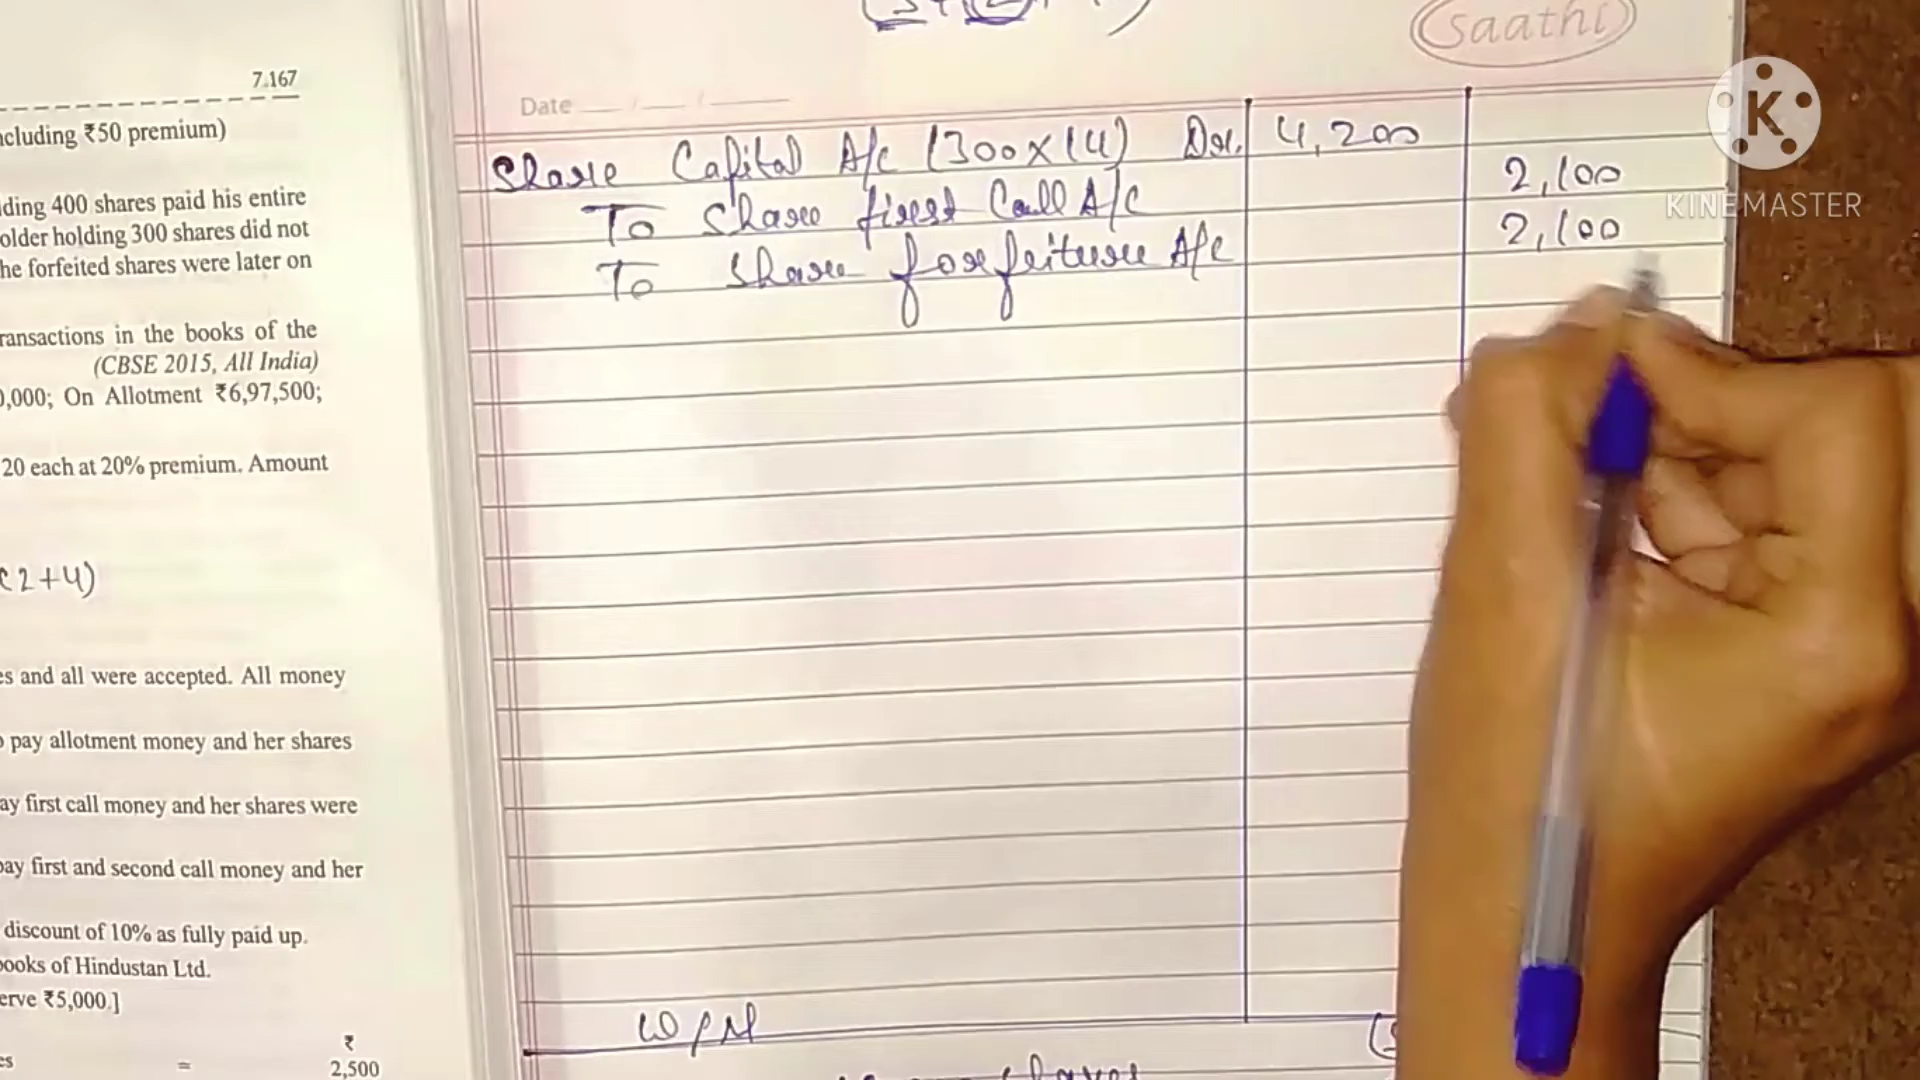 7.167
ncluding ₹50 premium)
ding 400 shares paid his entire
older holding 300 shares did not
he forfeited shares were later on
ransactions in the books of the
(CBSE 2015, All India)
0,000; On Allotment ₹6,97,500;
20 each at 20% premium. Amount
(2+4)
es and all were accepted. All money
o pay allotment money and her shares
ay first call money and her shares were
pay first and second call money and her
discount of 10% as fully paid up.
books of Hindustan Ltd.
erve ₹5,000.]
₹
es = 2,500
Saathi
Date
Share Capital A/c (300×14) Dr. 4,200
To Share first Call A/c 2,100
To Share forfeiture A/c 2,100
W/N
shares
K
KINEMASTER